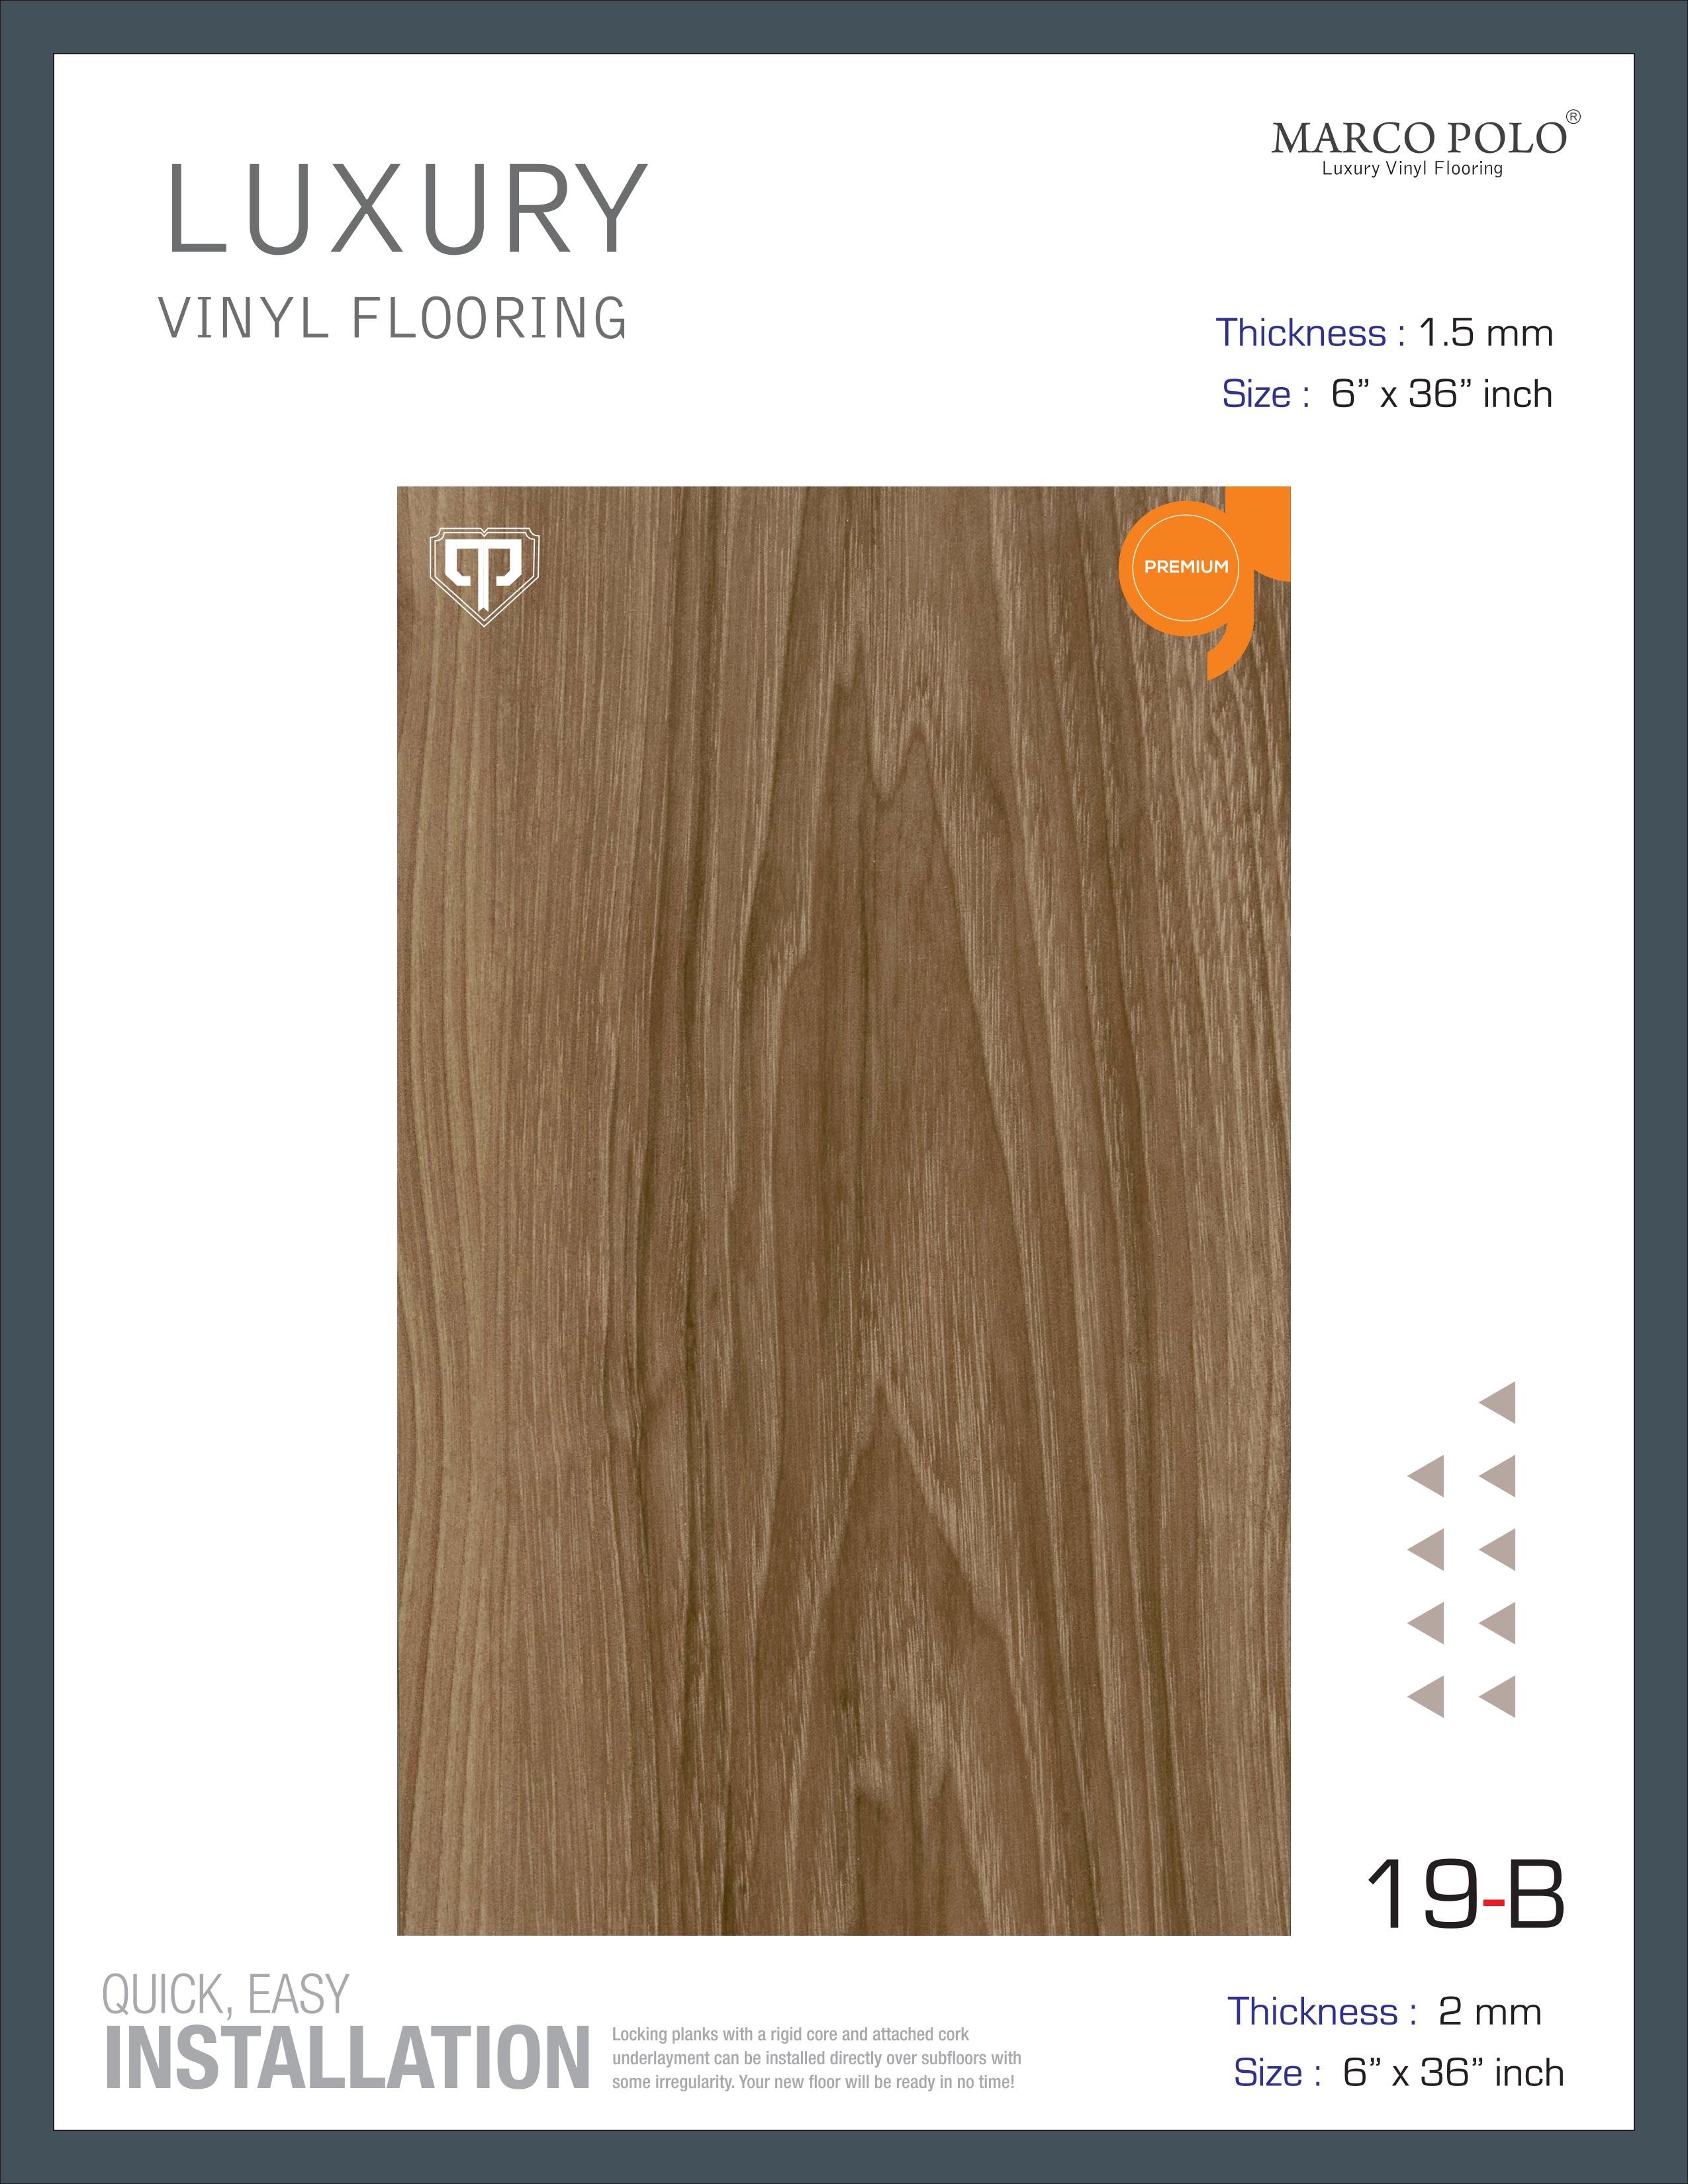 MARCO POLO®
Luxury Vinyl Flooring
LUXURY
VINYL FLOORING
Thickness : 1.5 mm
Size : 6” x 36” inch
PREMIUM
19-B
QUICK, EASY
INSTALLATION
Locking planks with a rigid core and attached cork
underlayment can be installed directly over subfloors with
some irregularity. Your new floor will be ready in no time!
Thickness : 2 mm
Size : 6” x 36” inch